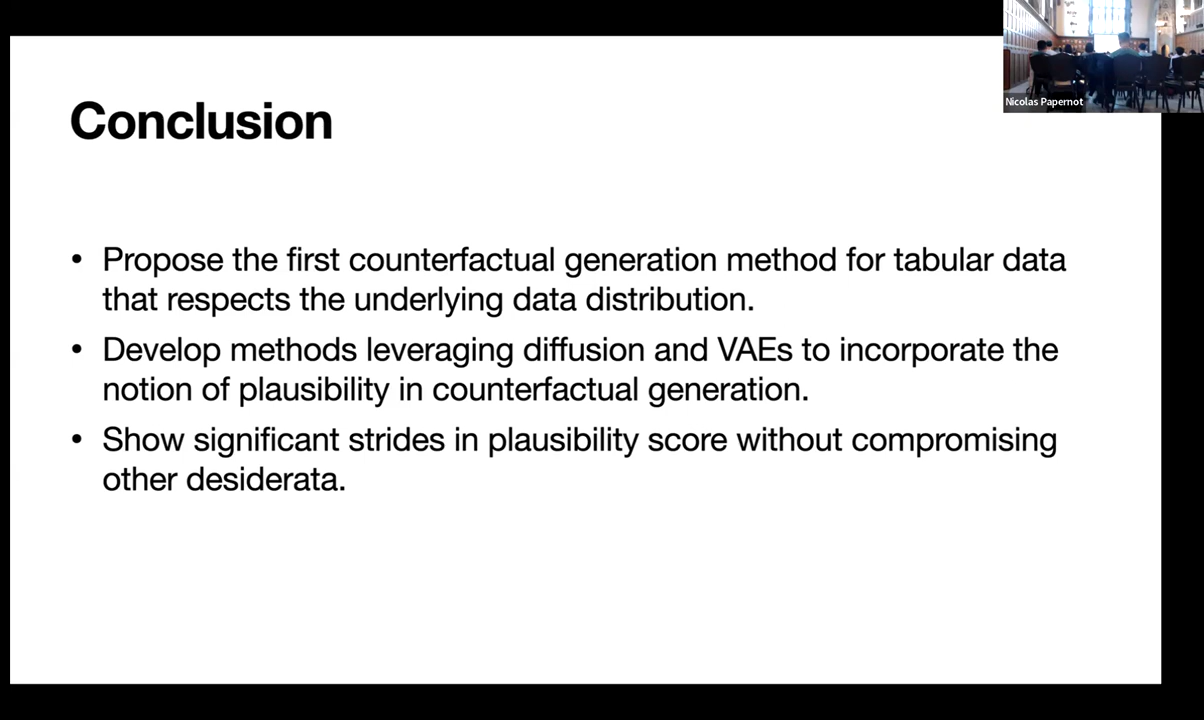 Nicolas Papernot
Conclusion
• Propose the first counterfactual generation method for tabular data
that respects the underlying data distribution.
• Develop methods leveraging diffusion and VAEs to incorporate the
notion of plausibility in counterfactual generation.
• Show significant strides in plausibility score without compromising
other desiderata.